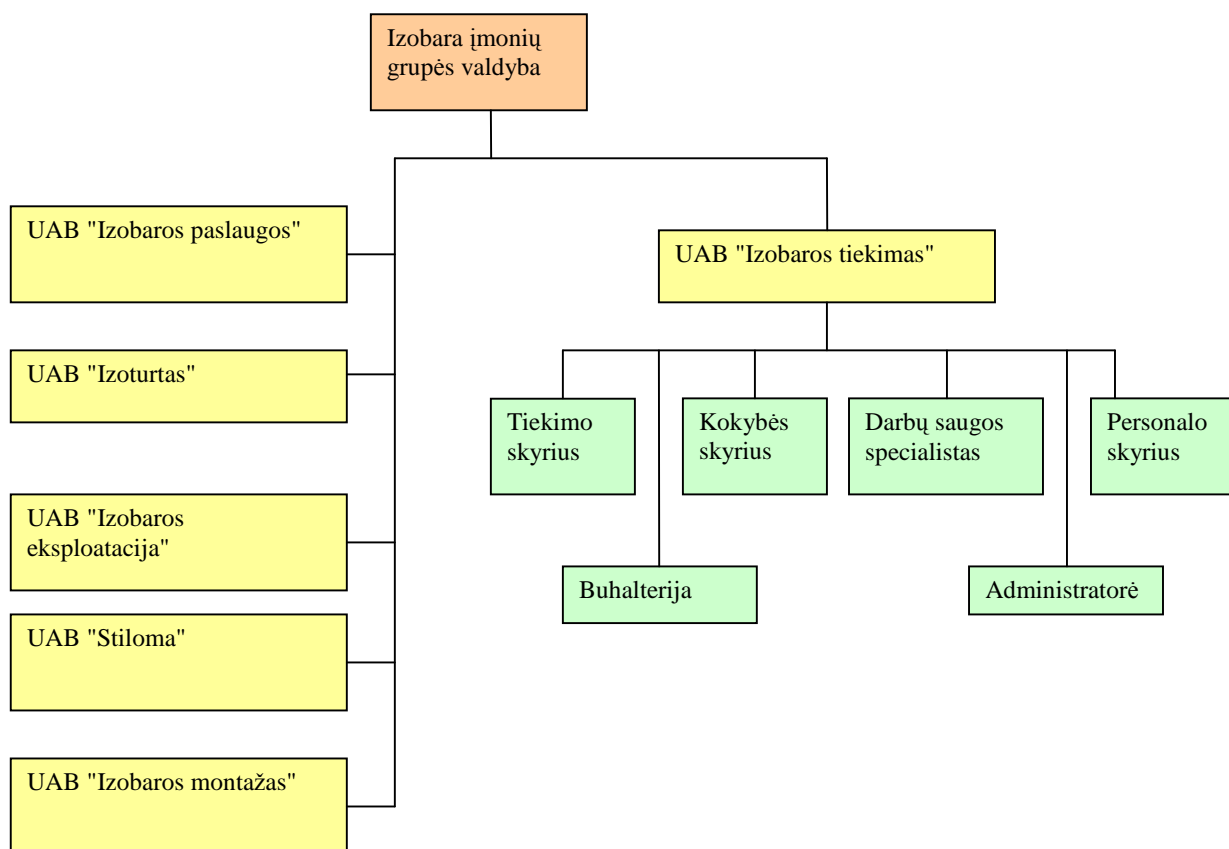 Izobara įmonių
grupės valdyba
UAB "Izobaros paslaugos"
UAB "Izobaros tiekimas"
UAB "Izoturtas"
Tiekimo
skyrius
Kokybės
skyrius
Darbų saugos
specialistas
Personalo
skyrius
UAB "Izobaros
eksploatacija"
Buhalterija
Administratorė
UAB "Stiloma"
UAB "Izobaros montažas"